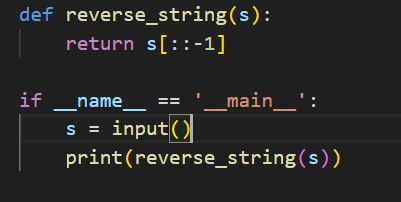 def reverse_string(s):
    return s[::-1]

if __name__ == '__main__':
    s = input()
    print(reverse_string(s))